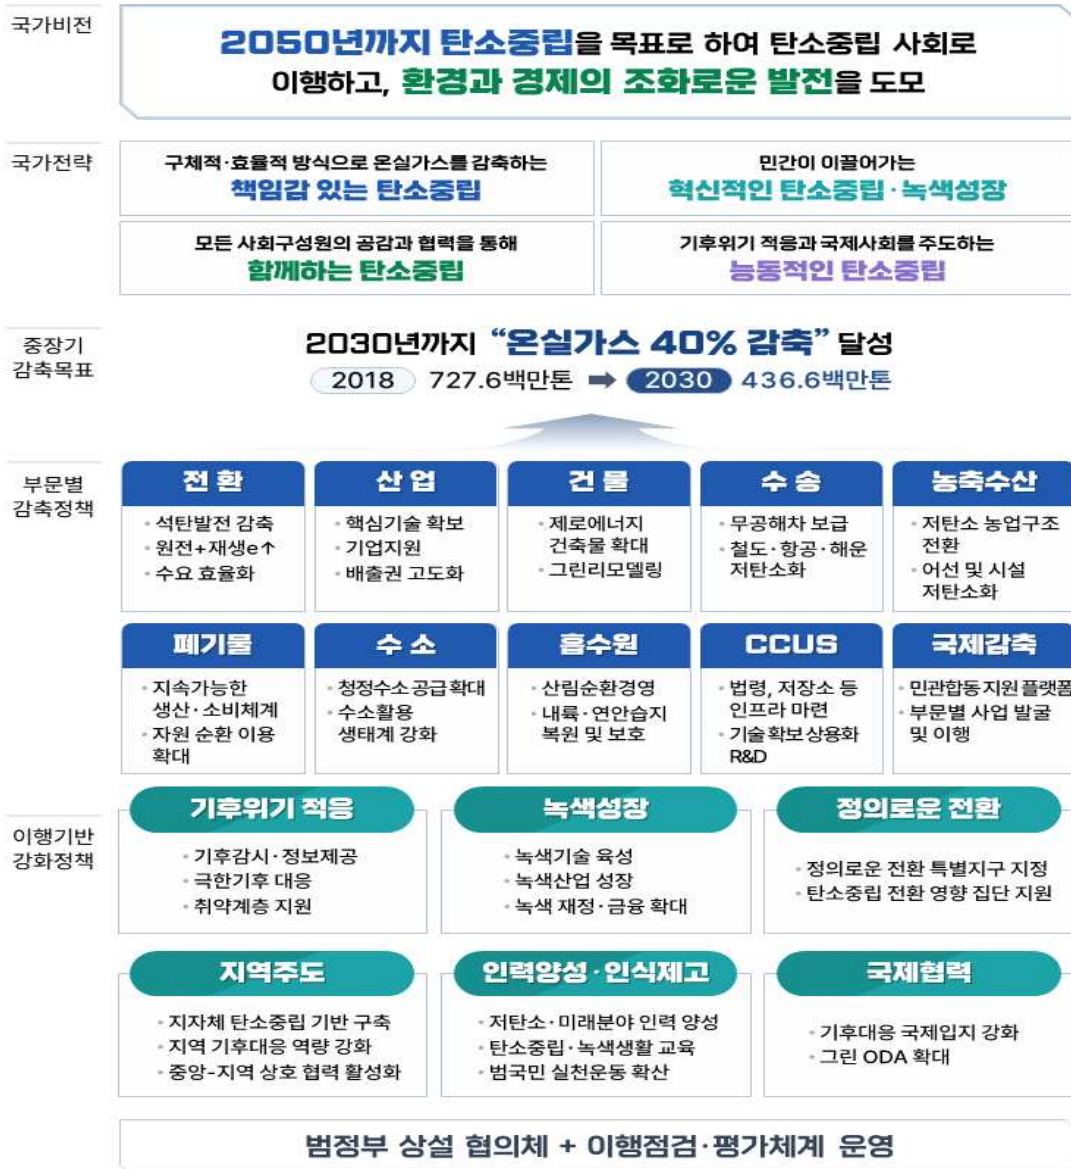 국가비전
2050년까지 탄소중립을 목표로 하여 탄소중립 사회로
이행하고, 환경과 경제의 조화로운 발전을 도모
국가전략
구체적·효율적 방식으로 온실가스를 감축하는
책임감 있는 탄소중립
민간이 이끌어가는
혁신적인 탄소중립·녹색성장
모든 사회구성원의 공감과 협력을 통해
함께하는 탄소중립
기후위기 적응과 국제사회를 주도하는
능동적인 탄소중립
중장기
감축목표
2030년까지 “온실가스 40% 감축” 달성
2018 727.6백만톤 ➡ 2030 436.6백만톤
부문별
감축정책
전 환
• 석탄발전 감축
• 원전+재생e↑
• 수요 효율화
산 업
• 핵심기술 확보
• 기업지원
• 배출권 고도화
건 물
• 제로에너지
건축물 확대
• 그린리모델링
수 송
• 무공해차 보급
• 철도·항공·해운
저탄소화
농축수산
• 저탄소 농업구조
전환
• 어선 및 시설
저탄소화
폐기물
• 지속가능한
생산·소비체계
• 자원 순환 이용
확대
수 소
• 청정수소 공급 확대
• 수소활용
생태계 강화
흡수원
• 산림순환경영
• 내륙·연안습지
복원 및 보호
CCUS
• 법령, 저장소 등
인프라 마련
• 기술 확보 상용화
R&D
국제감축
• 민관합동 지원 플랫폼
• 부문별 사업 발굴
및 이행
이행기반
강화정책
기후위기 적응
• 기후감시·정보제공
• 극한기후 대응
• 취약계층 지원
녹색성장
• 녹색기술 육성
• 녹색산업 성장
• 녹색 재정·금융 확대
정의로운 전환
• 정의로운 전환 특별지구 지정
• 탄소중립 전환 영향 집단 지원
지역주도
• 지자체 탄소중립 기반 구축
• 지역 기후대응 역량 강화
• 중앙-지역 상호 협력 활성화
인력양성·인식제고
• 저탄소·미래분야 인력 양성
• 탄소중립·녹색생활 교육
• 범국민 실천운동 확산
국제협력
• 기후대응 국제입지 강화
• 그린 ODA 확대
범정부 상설 협의체 + 이행점검·평가체계 운영